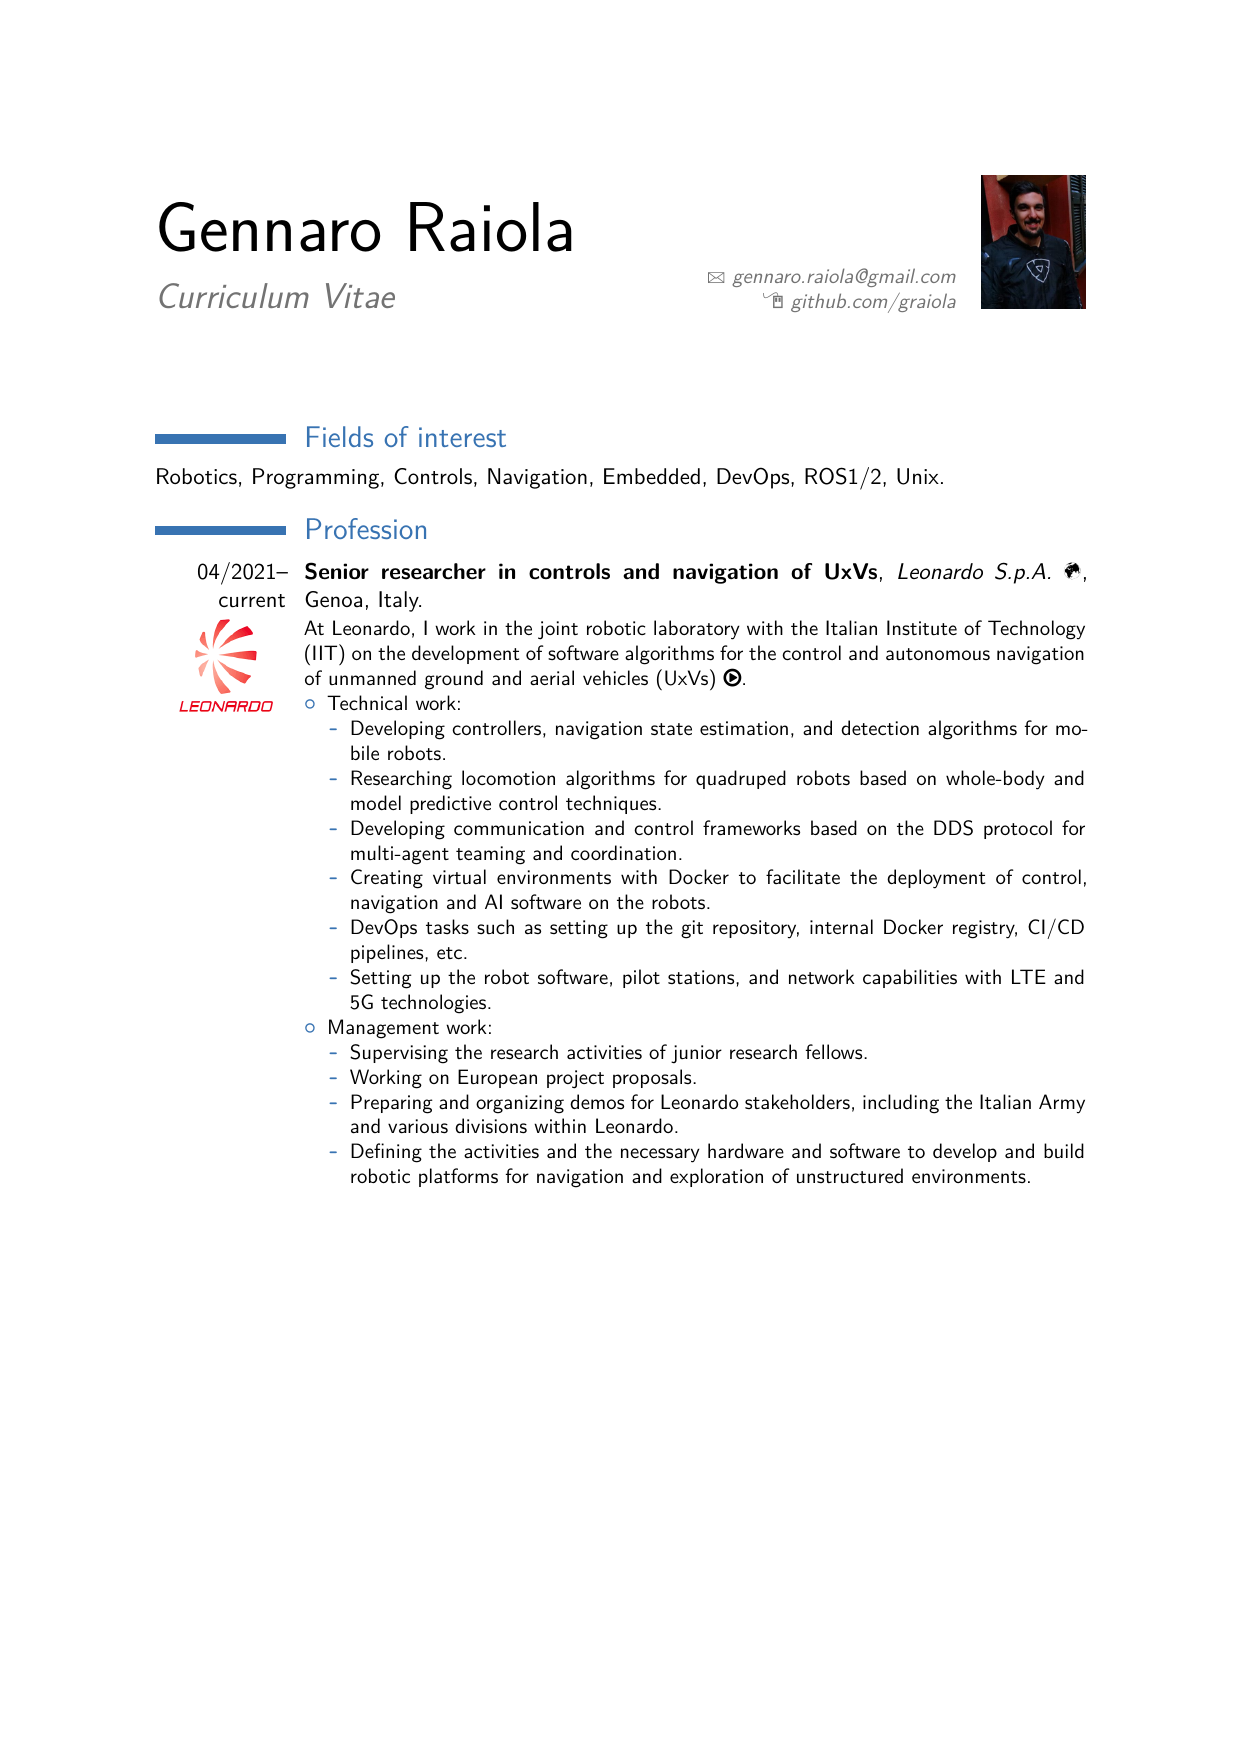 Gennaro Raiola
Curriculum Vitae
gennaro.raiola@gmail.com
github.com/graiola
Fields of interest
Robotics, Programming, Controls, Navigation, Embedded, DevOps, ROS1/2, Unix.
Profession
04/2021–
current
LEONARDO
Senior researcher in controls and navigation of UxVs, Leonardo S.p.A. ,
Genoa, Italy.
At Leonardo, I work in the joint robotic laboratory with the Italian Institute of Technology
(IIT) on the development of software algorithms for the control and autonomous navigation
of unmanned ground and aerial vehicles (UxVs) .
○ Technical work:
- Developing controllers, navigation state estimation, and detection algorithms for mo-
bile robots.
- Researching locomotion algorithms for quadruped robots based on whole-body and
model predictive control techniques.
- Developing communication and control frameworks based on the DDS protocol for
multi-agent teaming and coordination.
- Creating virtual environments with Docker to facilitate the deployment of control,
navigation and AI software on the robots.
- DevOps tasks such as setting up the git repository, internal Docker registry, CI/CD
pipelines, etc.
- Setting up the robot software, pilot stations, and network capabilities with LTE and
5G technologies.
○ Management work:
- Supervising the research activities of junior research fellows.
- Working on European project proposals.
- Preparing and organizing demos for Leonardo stakeholders, including the Italian Army
and various divisions within Leonardo.
- Defining the activities and the necessary hardware and software to develop and build
robotic platforms for navigation and exploration of unstructured environments.